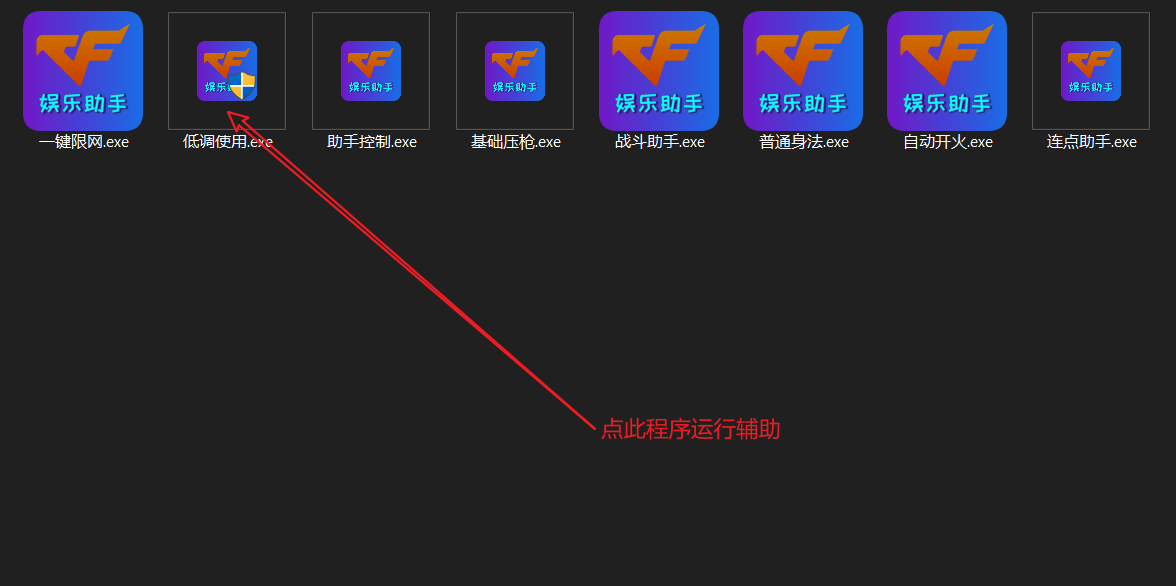 娱乐助手
娱乐
娱乐助手
娱乐助手
娱乐助手
娱乐助手
娱乐助手
娱乐助手
一键限网.exe
低调使用.exe
助手控制.exe
基础压枪.exe
战斗助手.exe
普通身法.exe
自动开火.exe
连点助手.exe
点此程序运行辅助